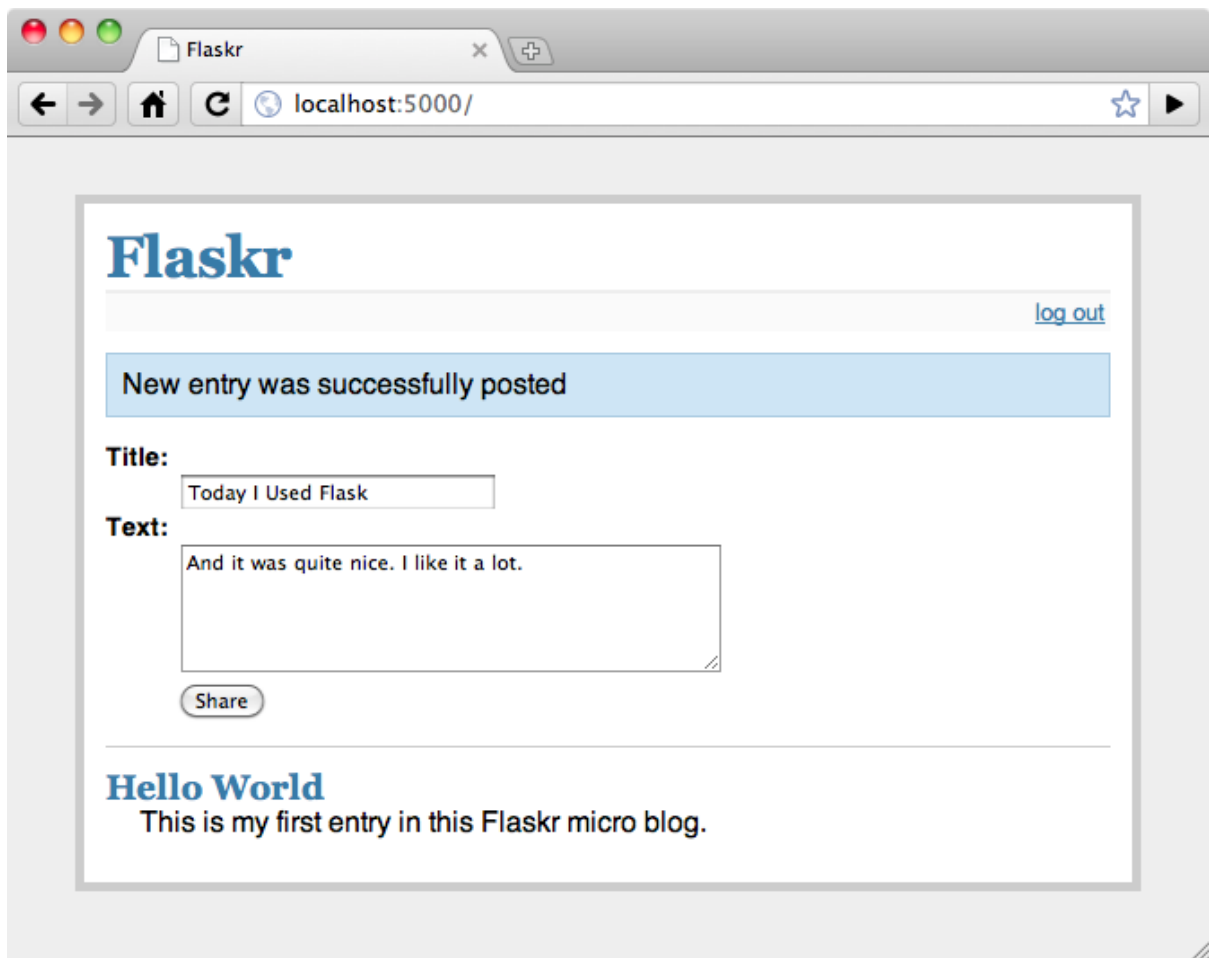 Flaskr
localhost:5000/
Flaskr
log out
New entry was successfully posted
Title:
Today I Used Flask
Text:
And it was quite nice. I like it a lot.
Share
Hello World
This is my first entry in this Flaskr micro blog.